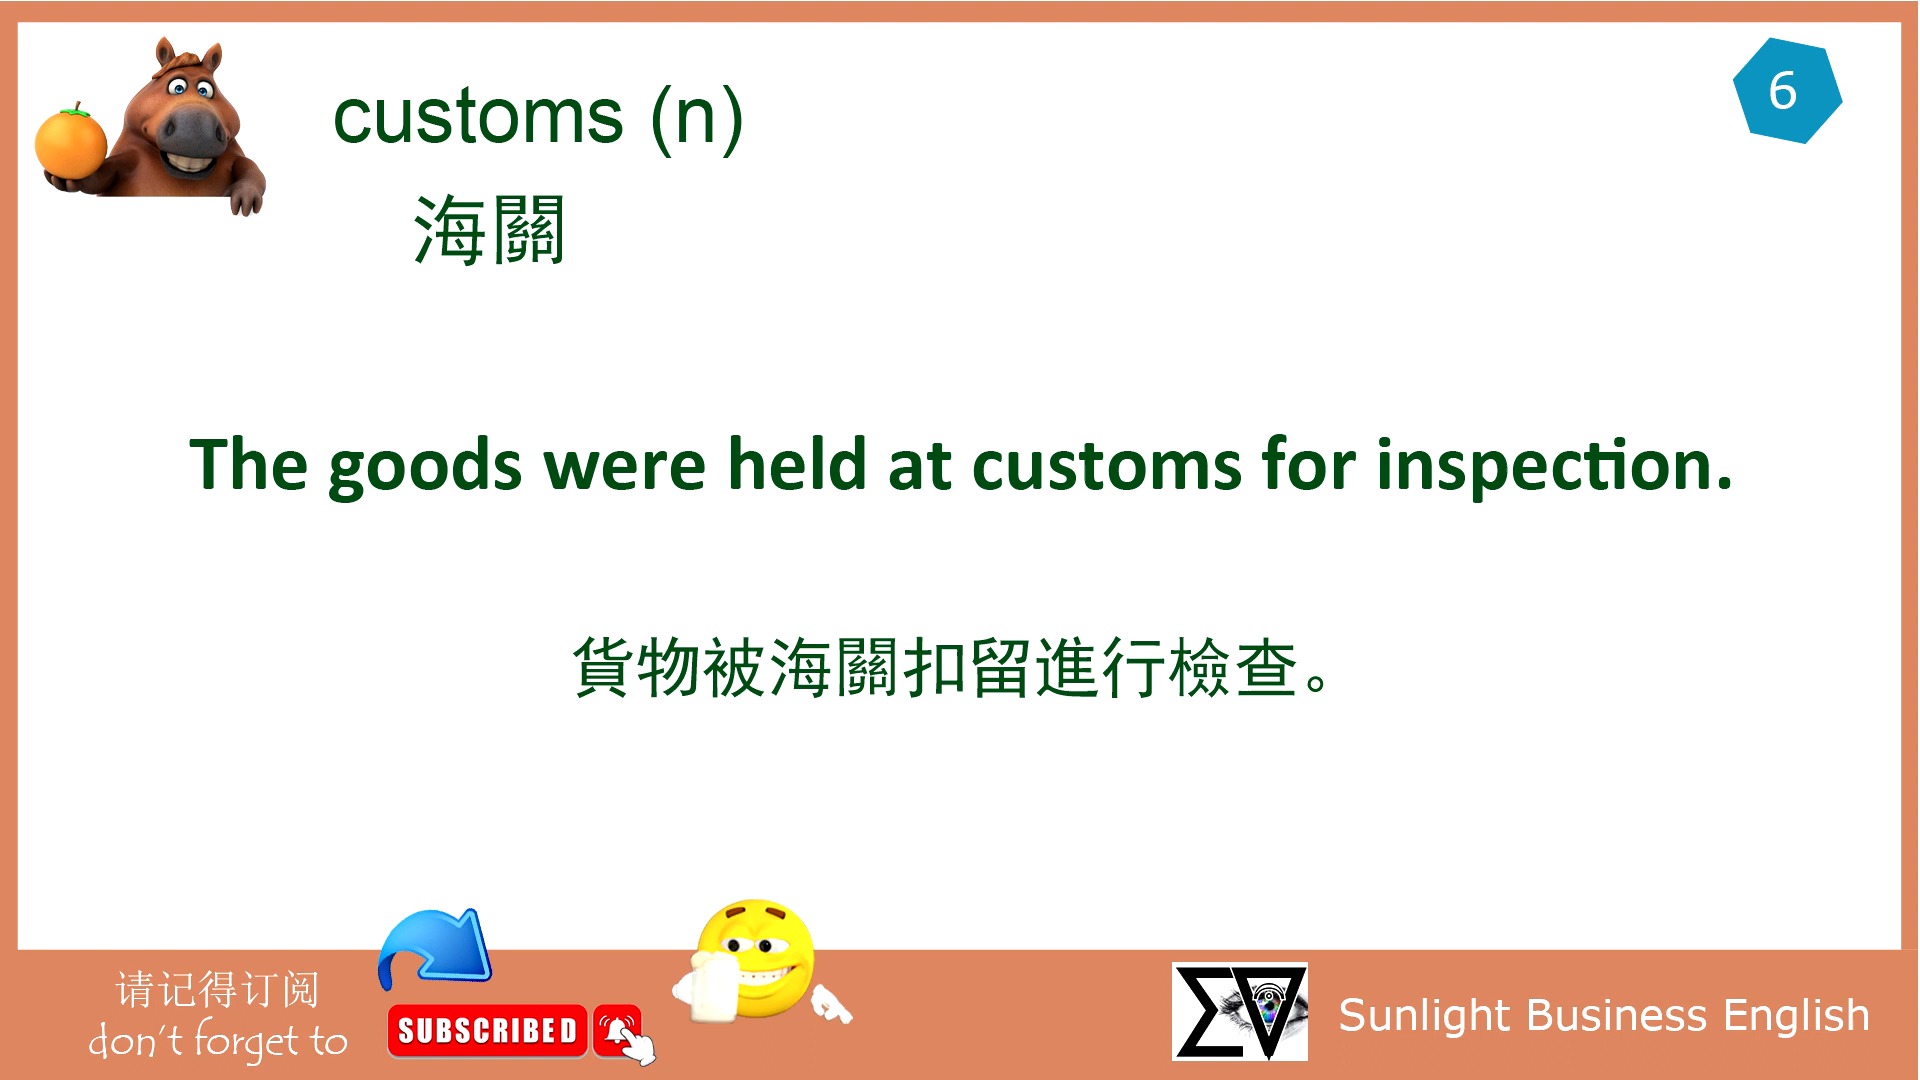 customs (n)
6
海關
The goods were held at customs for inspection.
貨物被海關扣留進行檢查。
请记得订阅
don't forget to
SUBSCRIBED
Sunlight Business English